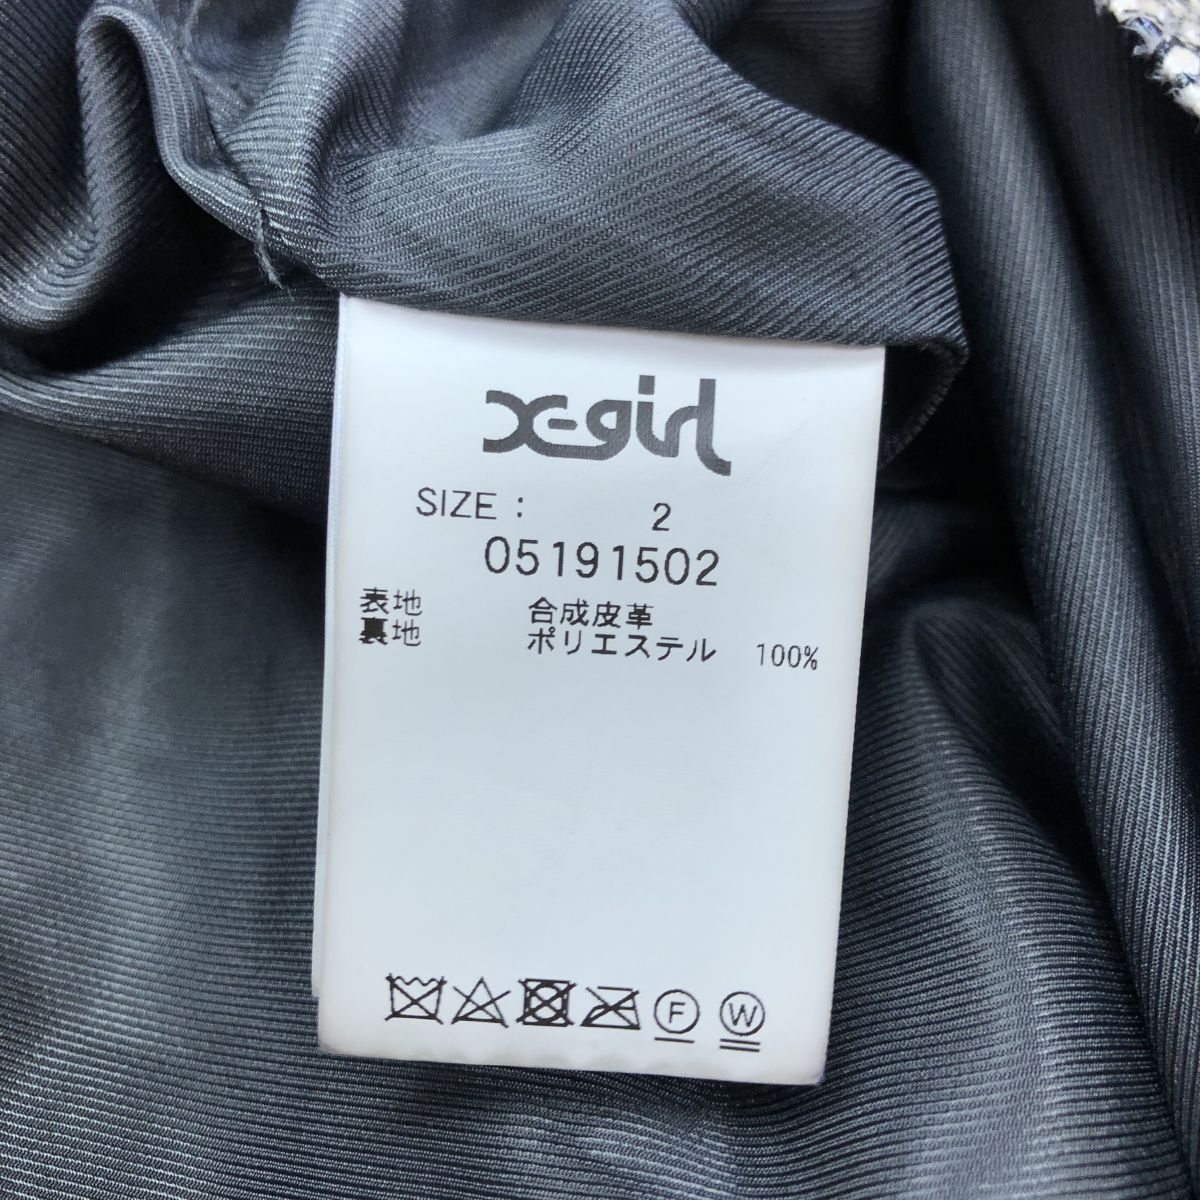 X-girl
SIZE : 2
05191502
表地 合成皮革
裏地 ポリエステル 100%
F W